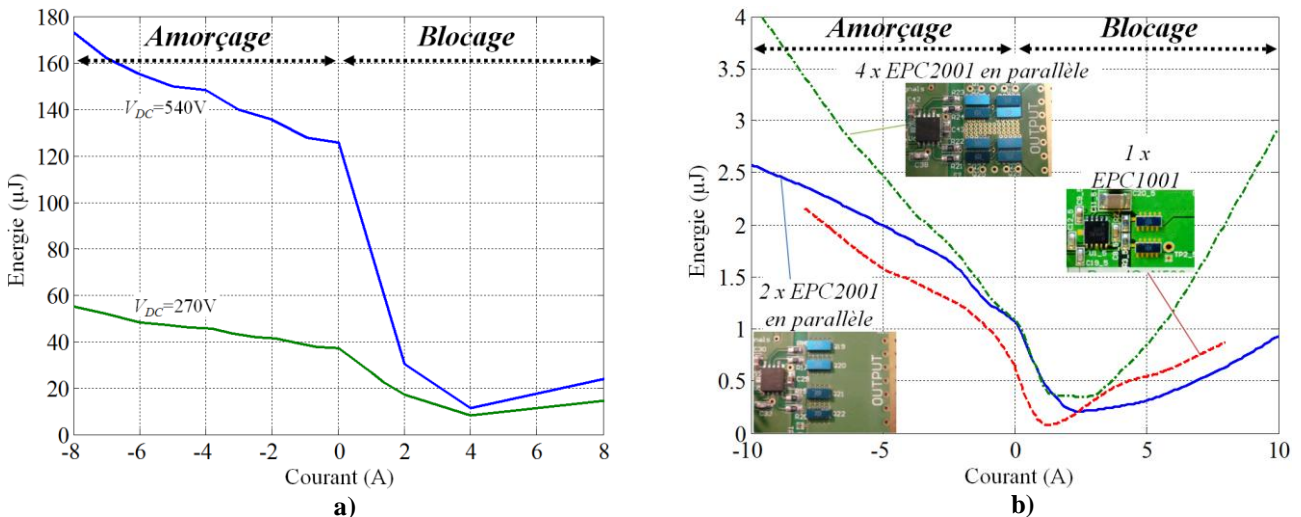 Amorçage
Blocage
V_DC=540V
V_DC=270V
180
160
140
120
100
80
60
40
20
0
Energie (µJ)
-8
-6
-4
-2
0
2
4
6
8
Courant (A)
a)
Amorçage
Blocage
4 x EPC2001 en parallèle
OUTPUT
1 x
EPC1001
2 x EPC2001
en parallèle
OUTPUT
4
3.5
3
2.5
2
1.5
1
0.5
0
Energie (µJ)
-10
-5
0
5
10
Courant (A)
b)